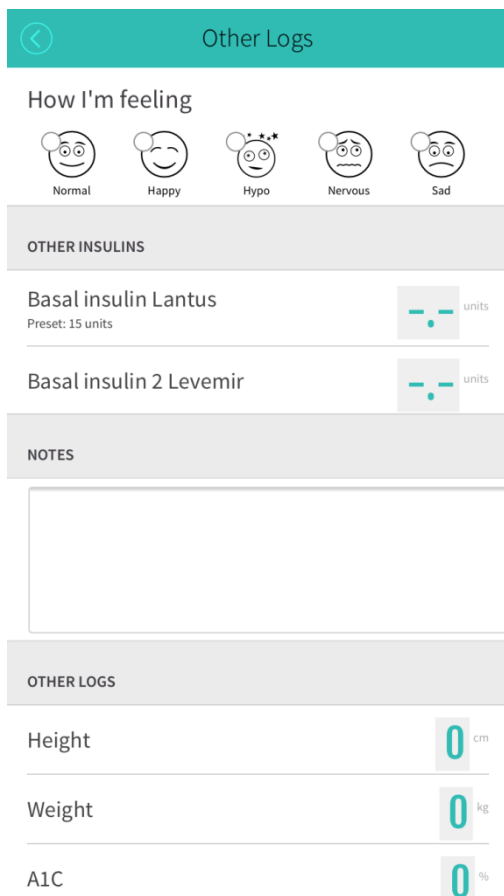 Other Logs
How I'm feeling
Normal Happy Hypo Nervous Sad
OTHER INSULINS
Basal insulin Lantus
-.- units
Preset: 15 units
Basal insulin 2 Levemir -.- units
NOTES
OTHER LOGS
Height 0 cm
Weight 0 kg
A1C 0 %